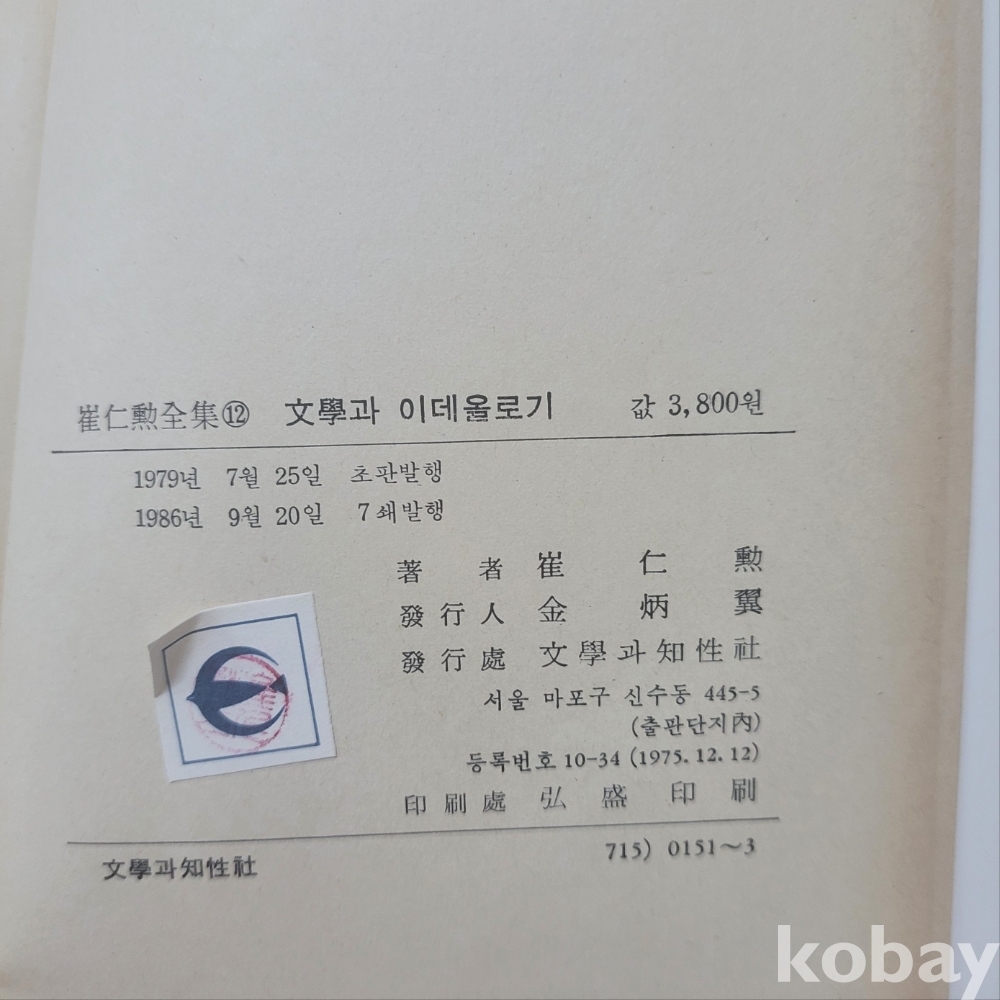 崔仁勳全集⑫ 文學과 이데올로기 값 3,800원
1979년 7월 25일 초판발행
1986년 9월 20일 7쇄발행
著者 崔仁勳
發行人 金炳翼
發行處 文學과知性社
서울 마포구 신수동 445-5
(출판단지內)
등록번호 10-34 (1975. 12. 12)
印刷處 弘盛印刷
文學과知性社 715) 0151~3
kobay